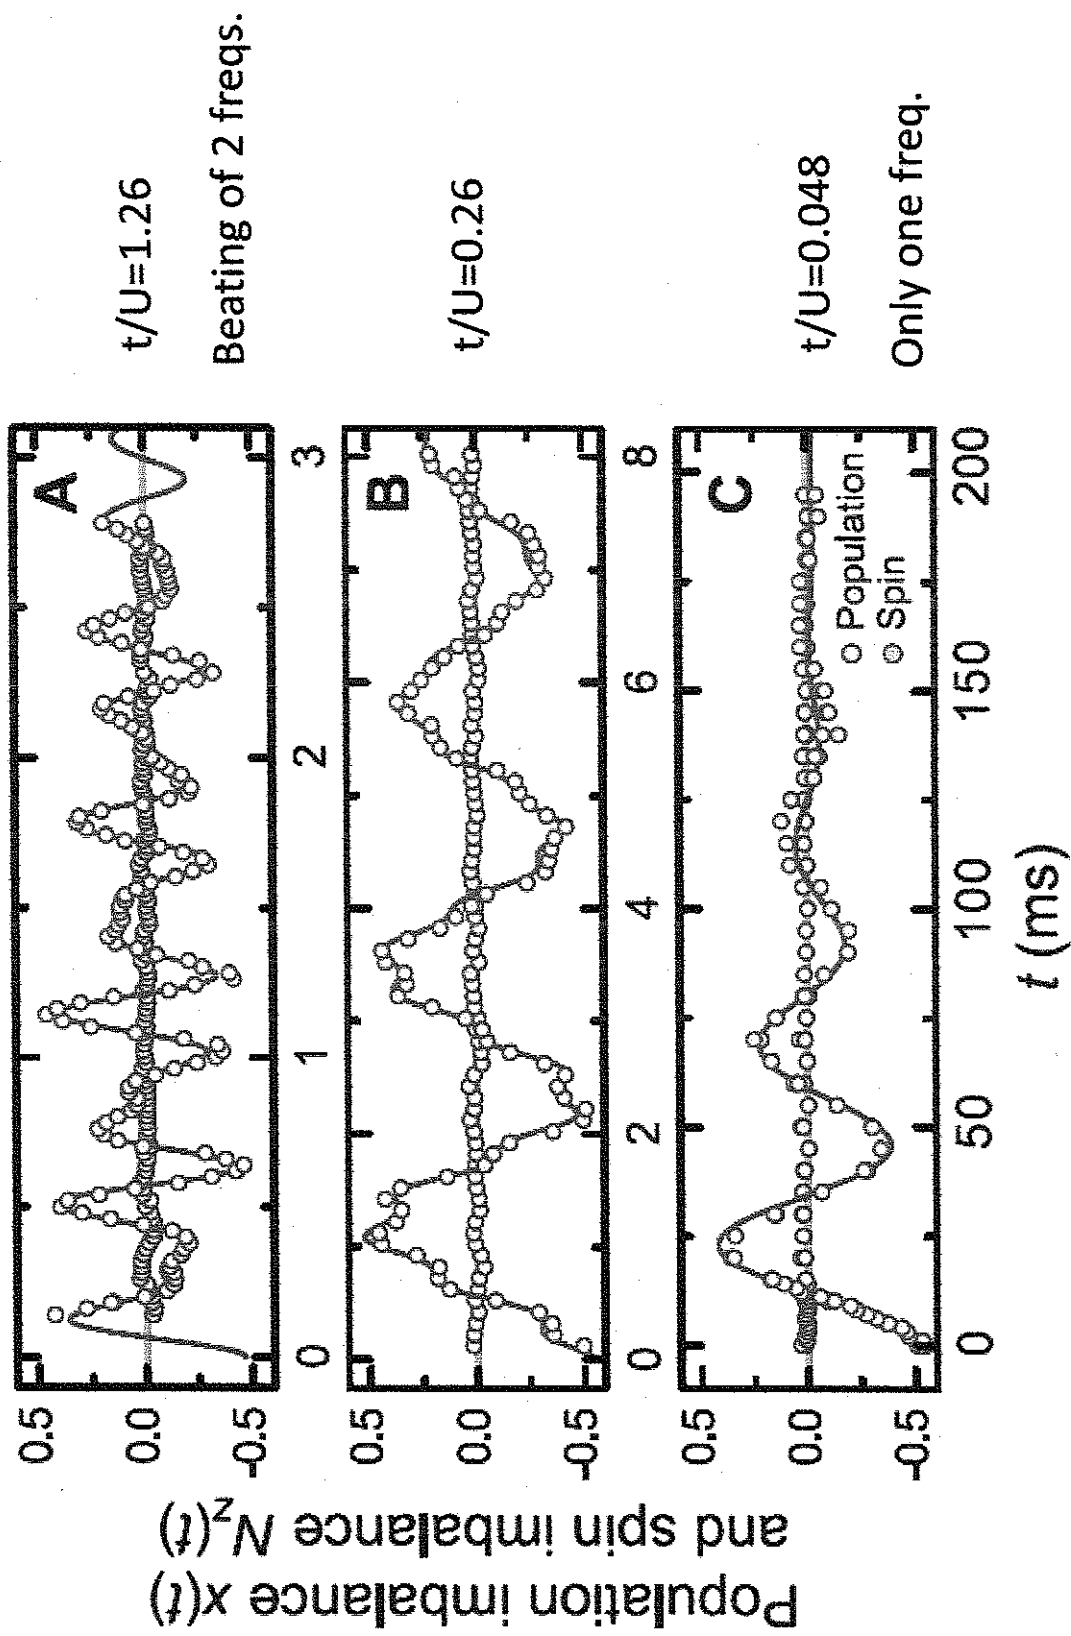 Population imbalance x(t)
and spin imbalance Nz(t)
0.5
0.0
-0.5
A
0
1
2
3
t/U=1.26
Beating of 2 freqs.
0.5
0.0
-0.5
B
0
2
4
6
8
t/U=0.26
0.5
0.0
-0.5
C
Population
Spin
0
50
100
150
200
t (ms)
t/U=0.048
Only one freq.